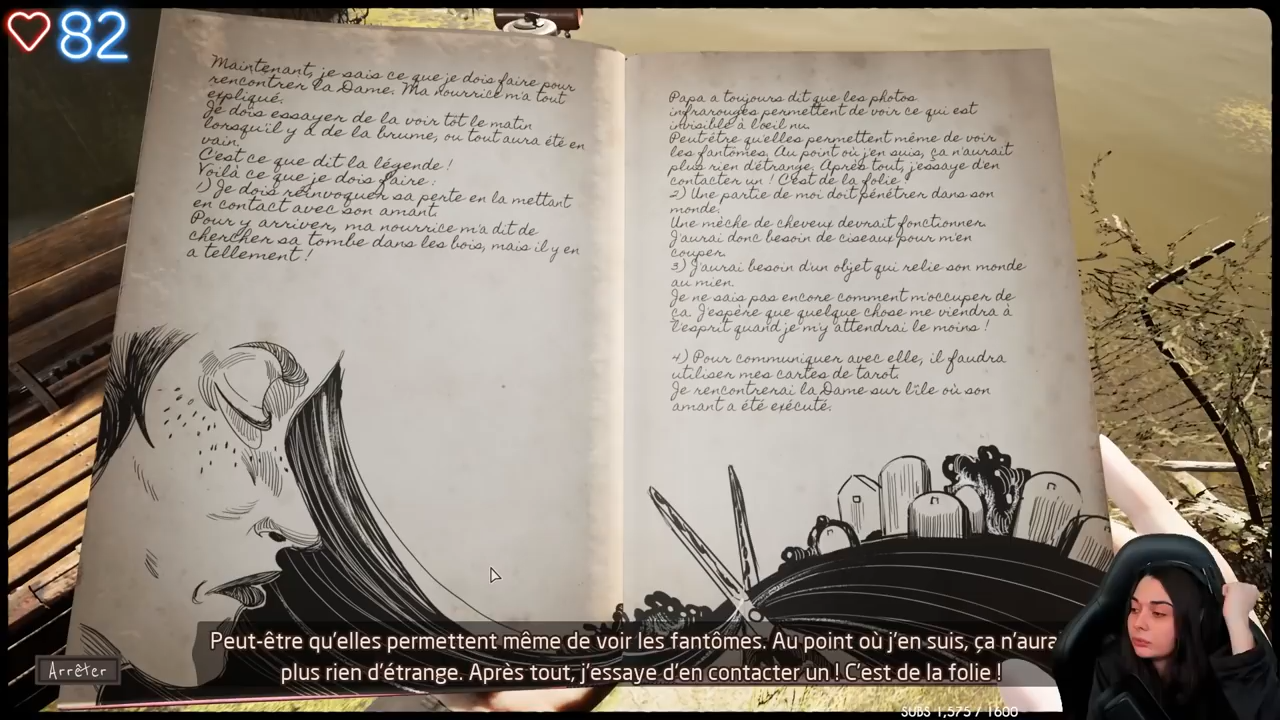 82
Maintenant, je sais ce que je dois faire pour
rencontrer la Dame. Ma nourrice m'a tout
expliqué.
Je dois essayer de la voir tôt le matin
lorsqu'il y a de la brume, ou tout aura été en
vain.
C'est ce que dit la légende !
Voilà ce que je dois faire :
1) Je dois réinvoquer sa perte en la mettant
en contact avec son amant.
Pour y arriver, ma nourrice m'a dit de
chercher sa tombe dans les bois, mais il y en
a tellement !
Papa a toujours dit que les photos
infrarouges permettent de voir ce qui est
invisible à l'oeil nu.
Peut-être qu'elles permettent même de voir
les fantômes. Au point où j'en suis, ça n'aurait
plus rien d'étrange. Après tout, j'essaye d'en
contacter un ! C'est de la folie !
2) Une partie de moi doit pénétrer dans son
monde.
Une mèche de cheveux devrait fonctionner.
J'aurai donc besoin de ciseaux pour m'en
couper.
3) J'aurai besoin d'un objet qui relie son monde
au mien.
Je ne sais pas encore comment m'occuper de
ça. J'espère que quelque chose me viendra à
l'esprit quand je m'y attendrai le moins !
4) Pour communiquer avec elle, il faudra
utiliser mes cartes de tarot.
Je rencontrerai la Dame sur l'île où son
amant a été exécuté.
Peut-être qu'elles permettent même de voir les fantômes. Au point où j'en suis, ça n'aura
plus rien d'étrange. Après tout, j'essaye d'en contacter un ! C'est de la folie !
Arrêter
SUBS 1,575 / 1600